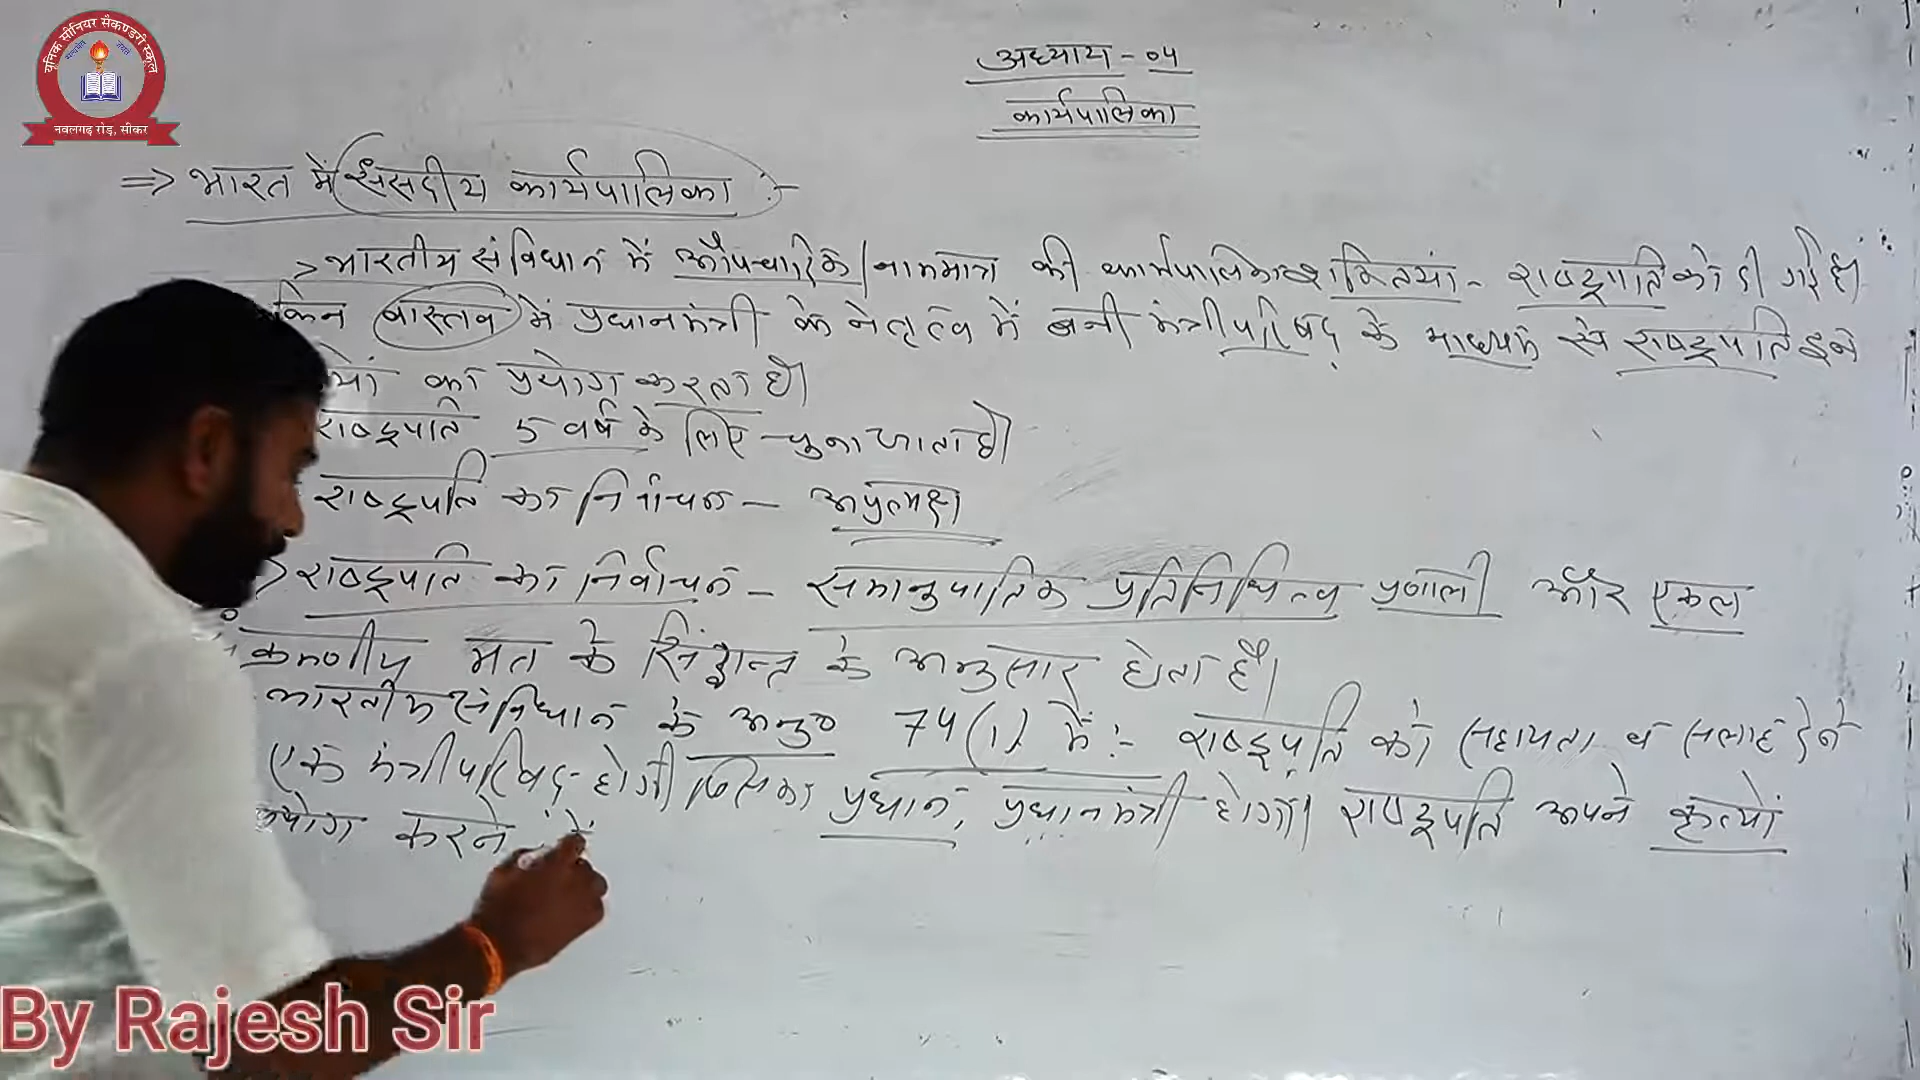 यूनिक सीनियर सैकण्डरी स्कूल
नवलगढ़ रोड़, सीकर
अध्याय - 04
कार्यपालिका
⇒ भारत में संसदीय कार्यपालिका :-
> भारतीय संविधान में औपचारिक/नाममात्र की कार्यपालिका शक्तियां - राष्ट्रपति को दी गई है।
किन वास्तव में प्रधानमंत्री के नेतृत्व में बनी मंत्रीपरिषद् के माध्यम से राष्ट्रपति इन
यों का प्रयोग करता है।
राष्ट्रपति 5 वर्ष के लिए चुना जाता है।
राष्ट्रपति का निर्वाचन - अप्रत्यक्ष
> राष्ट्रपति का निर्वाचन - समानुपातिक प्रतिनिधित्व प्रणाली और एकल
क्रमणीय मत के सिद्धान्त के अनुसार होता है।
भारतीय संविधान के अनु० 74(1) में :- राष्ट्रपति को सहायता व सलाह देने
एक मंत्रीपरिषद् होगी जिसका प्रधान, प्रधानमंत्री होगा। राष्ट्रपति अपने कृत्यों
योग करने में
By Rajesh Sir